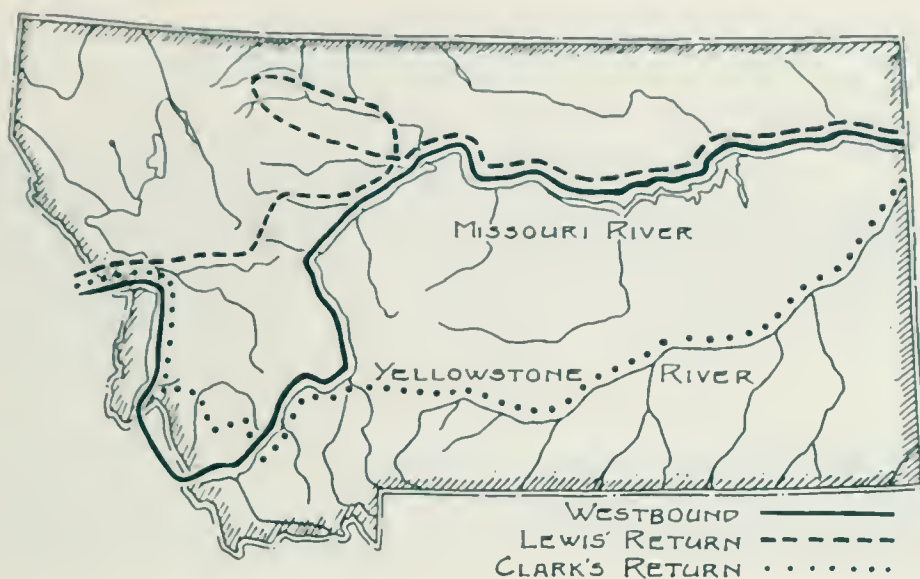 MISSOURI RIVER
YELLOWSTONE RIVER
WESTBOUND
LEWIS' RETURN
CLARK'S RETURN